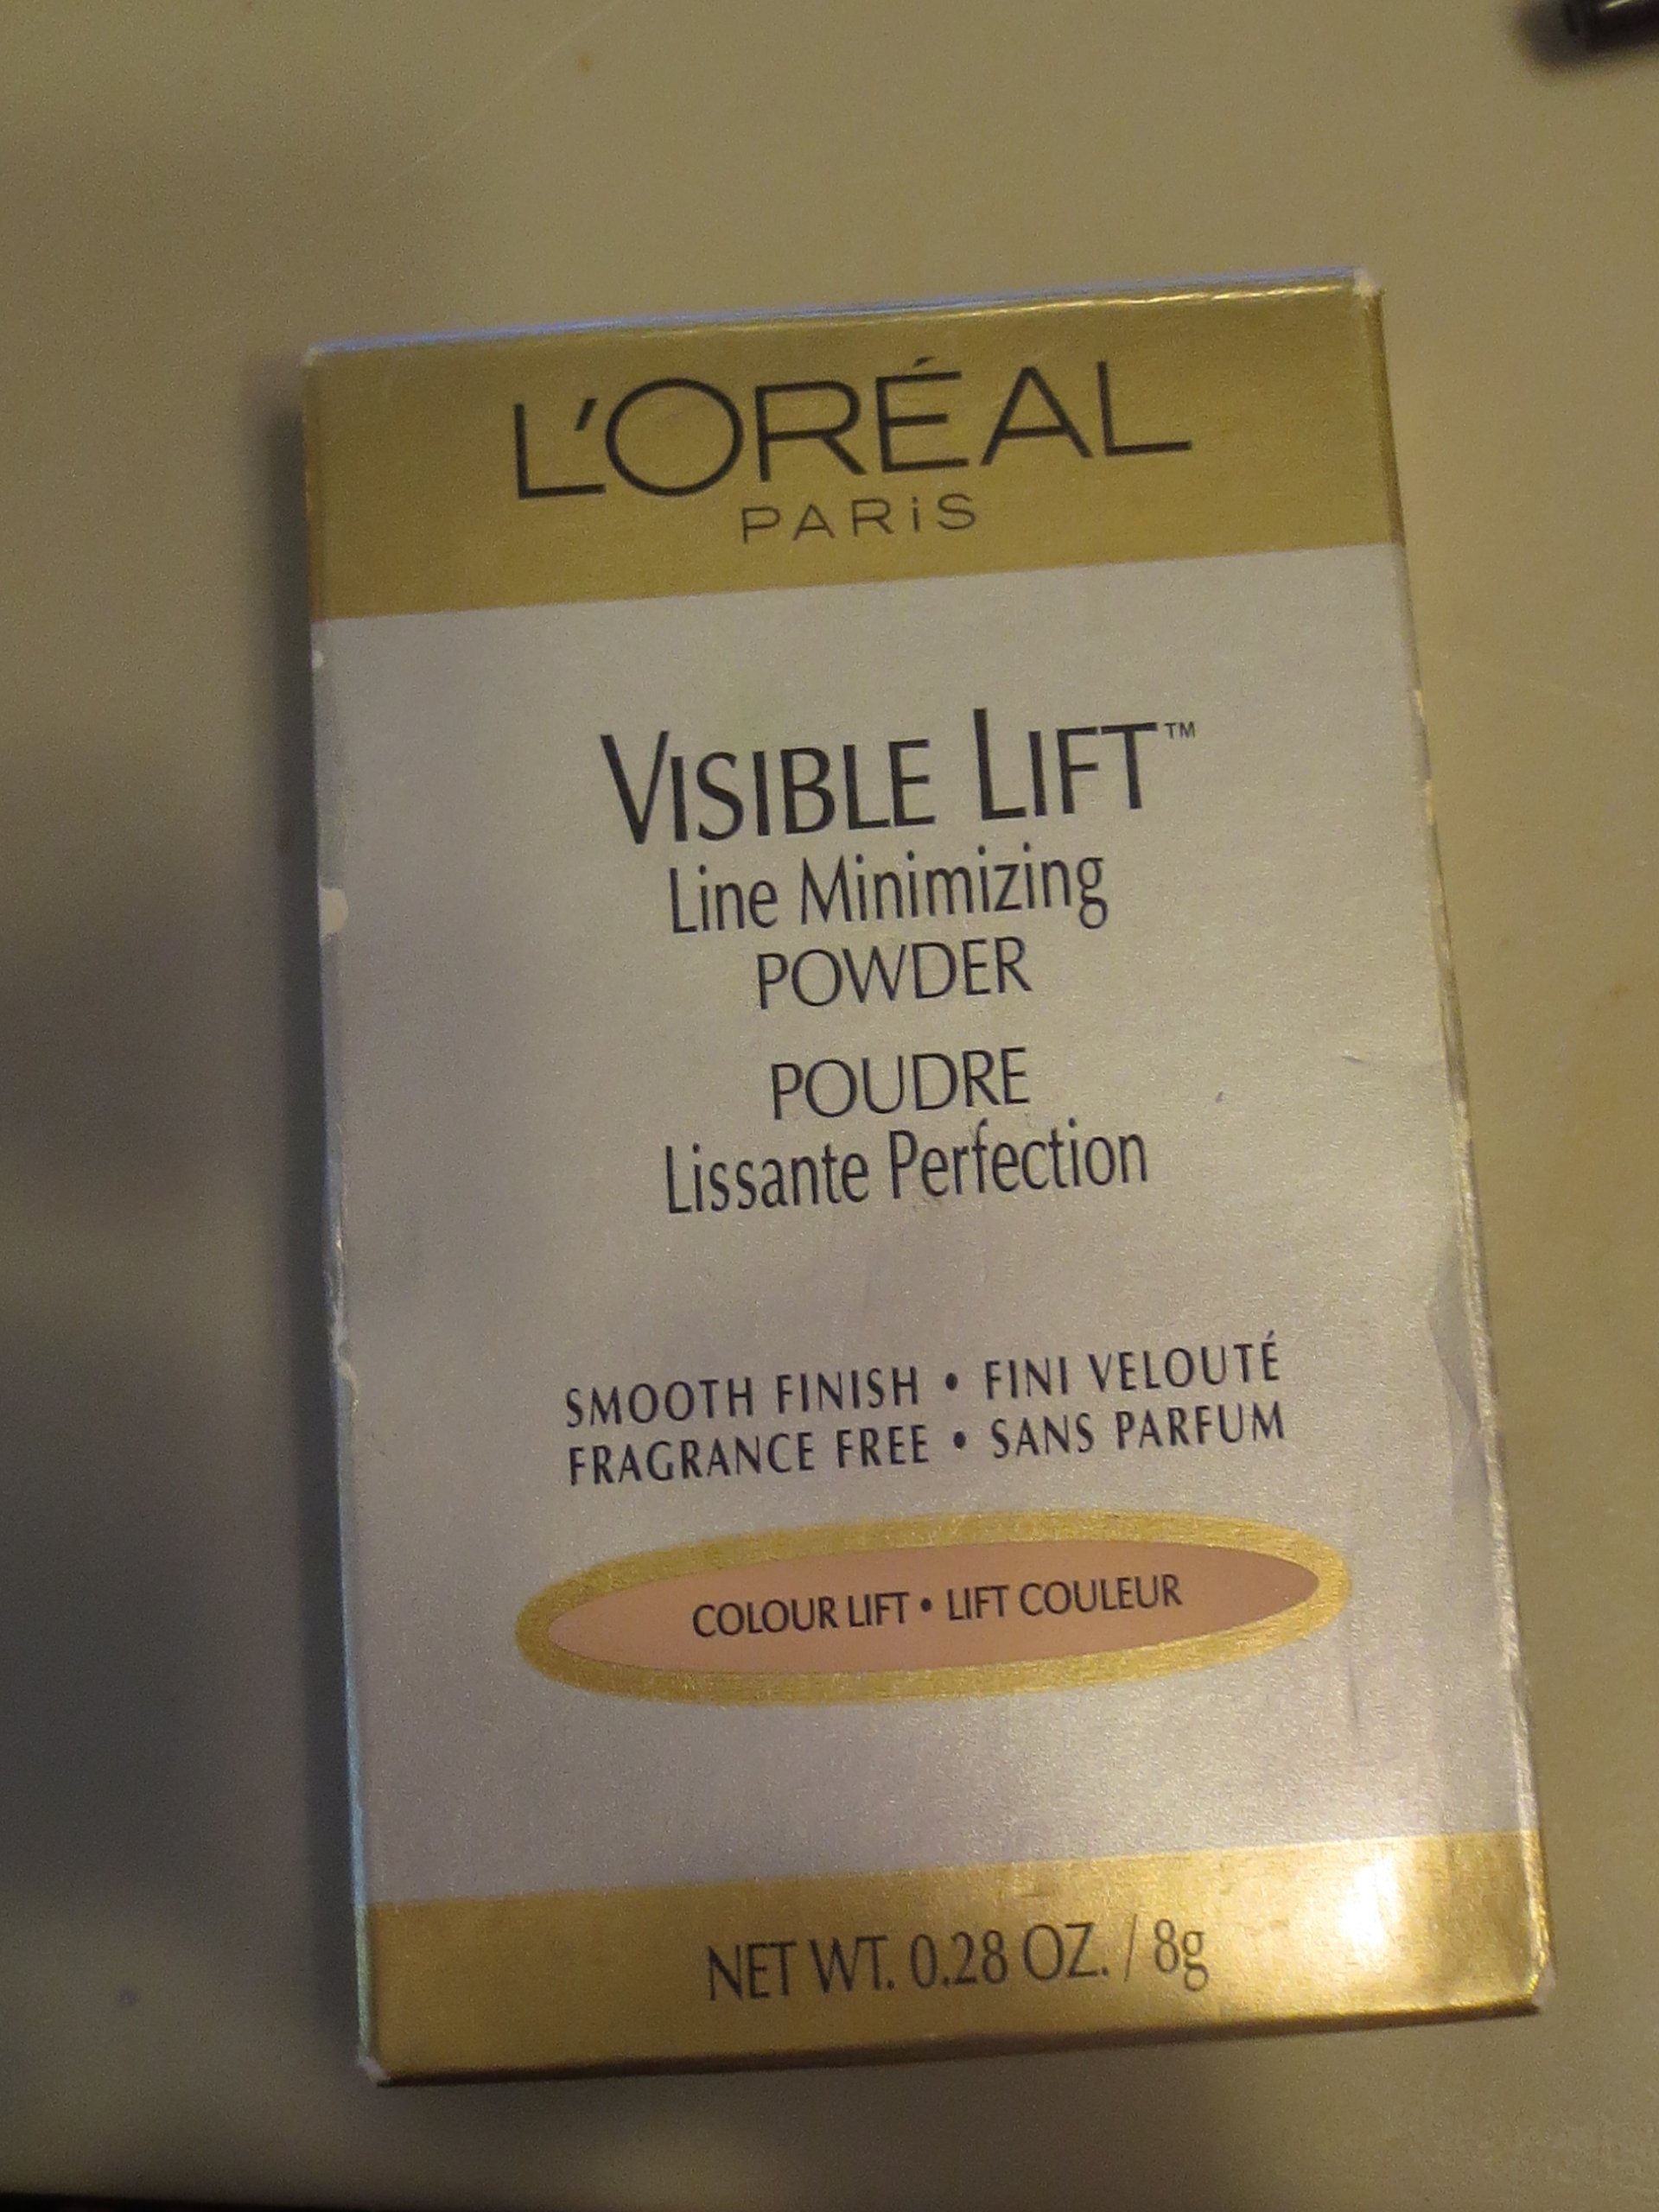 L'ORÉAL
PARiS
VISIBLE LIFT™
Line Minimizing
POWDER
POUDRE
Lissante Perfection
SMOOTH FINISH • FINI VELOUTÉ
FRAGRANCE FREE • SANS PARFUM
COLOUR LIFT • LIFT COULEUR
NET WT. 0.28 OZ. / 8g